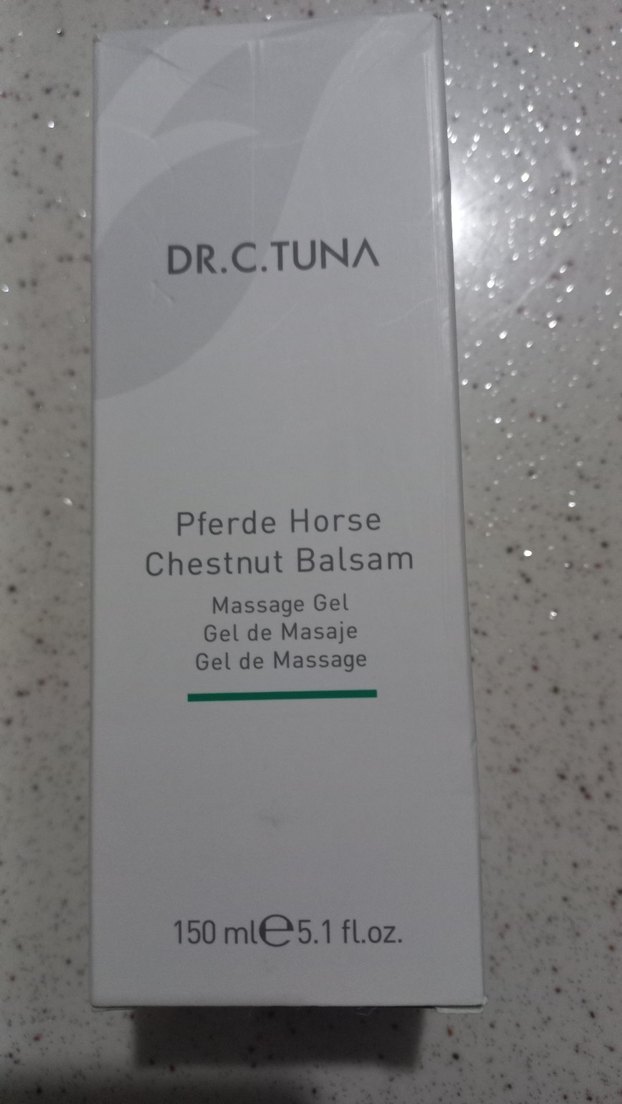 DR.C.TUNA
Pferde Horse
Chestnut Balsam
Massage Gel
Gel de Masaje
Gel de Massage
150 ml℮5.1 fl.oz.